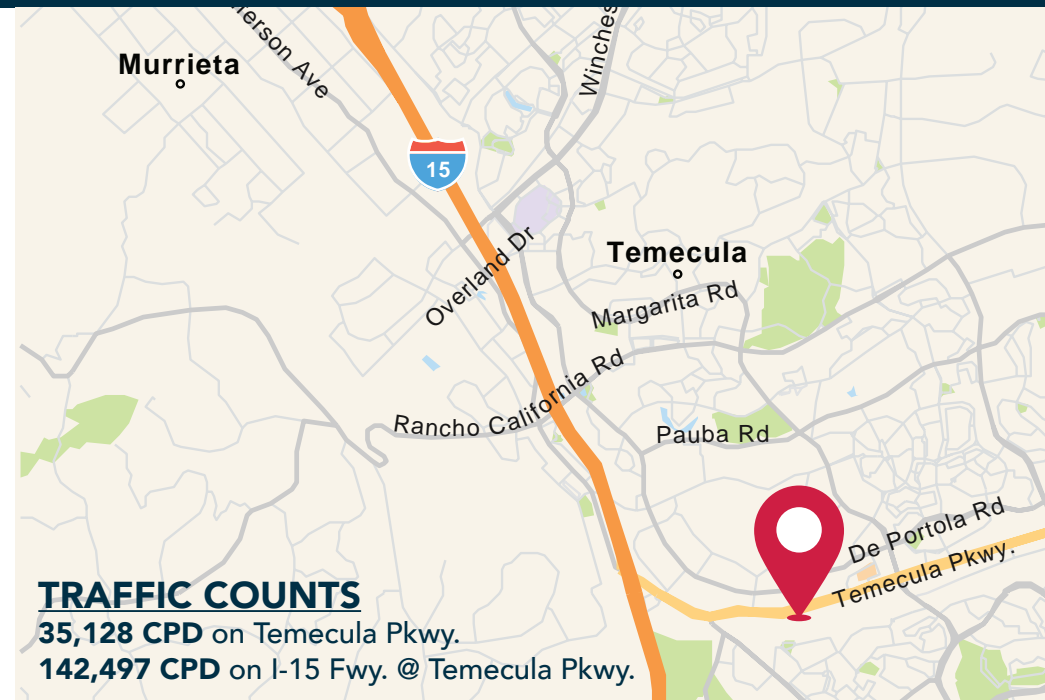 erson Ave
Winches
Murrieta
15
Overland Dr
Temecula
Margarita Rd
Rancho California Rd
Pauba Rd
De Portola Rd
Temecula Pkwy.
TRAFFIC COUNTS
35,128 CPD on Temecula Pkwy.
142,497 CPD on I-15 Fwy. @ Temecula Pkwy.